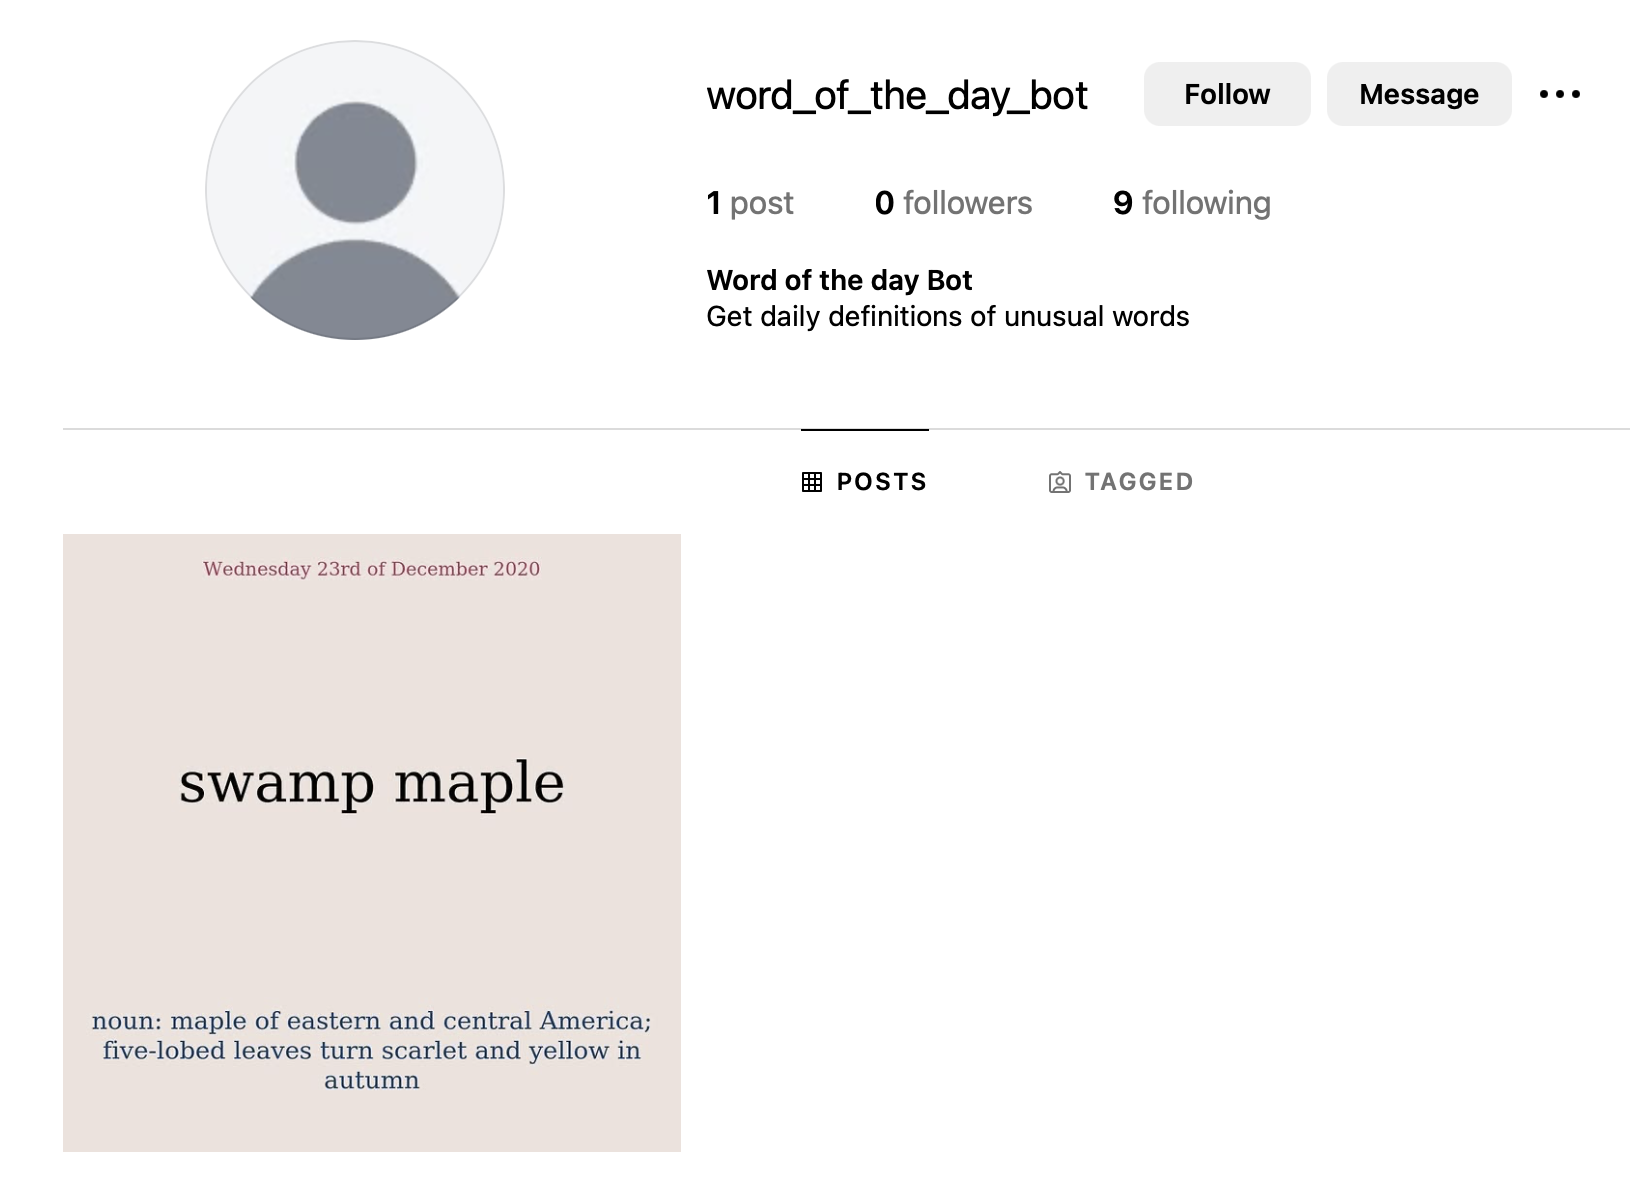 word_of_the_day_bot Follow Message
1 post 0 followers 9 following
Word of the day Bot
Get daily definitions of unusual words
POSTS TAGGED
Wednesday 23rd of December 2020
swamp maple
noun: maple of eastern and central America;
five-lobed leaves turn scarlet and yellow in
autumn